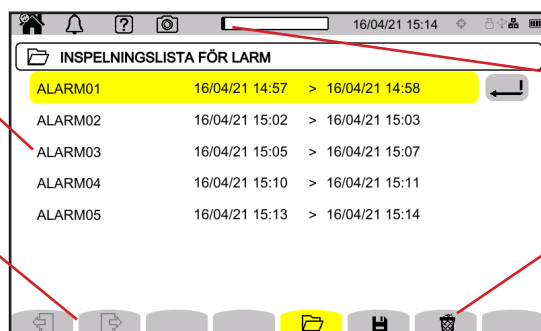 ? 16/04/21 15:14
INSPELNINGSLISTA FÖR LARM
ALARM01 16/04/21 14:57 > 16/04/21 14:58
ALARM02 16/04/21 15:02 > 16/04/21 15:03
ALARM03 16/04/21 15:05 > 16/04/21 15:07
ALARM04 16/04/21 15:10 > 16/04/21 15:11
ALARM05 16/04/21 15:13 > 16/04/21 15:14